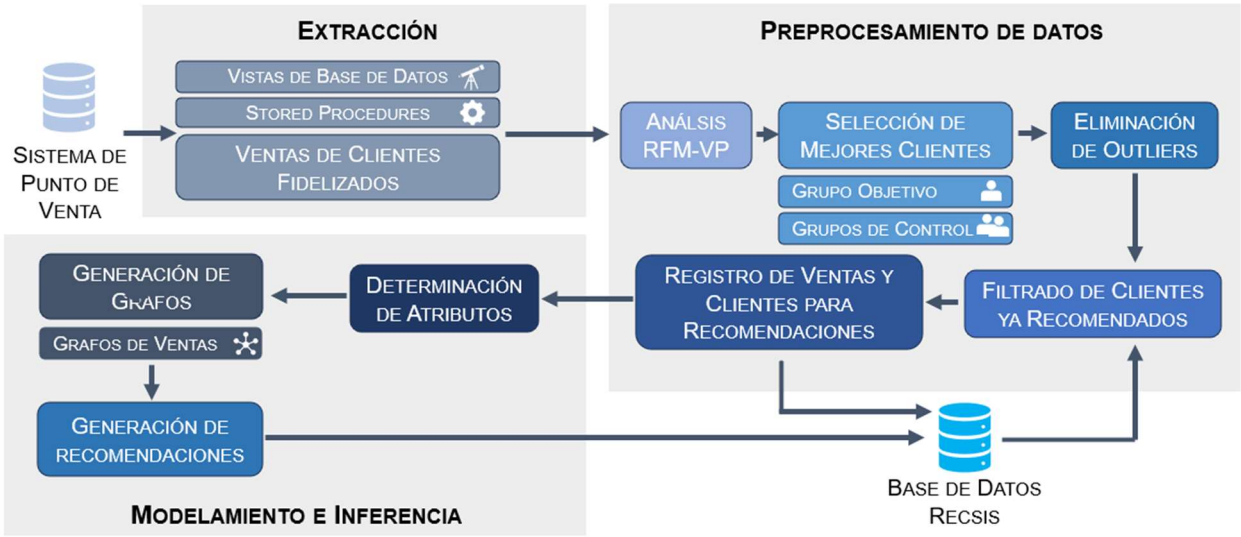 EXTRACCIÓN
VISTAS DE BASE DE DATOS
STORED PROCEDURES
VENTAS DE CLIENTES
FIDELIZADOS
SISTEMA DE
PUNTO DE
VENTA
PREPROCESAMIENTO DE DATOS
ANÁLSIS
RFM-VP
SELECCIÓN DE
MEJORES CLIENTES
GRUPO OBJETIVO
GRUPOS DE CONTROL
ELIMINACIÓN
DE OUTLIERS
FILTRADO DE CLIENTES
YA RECOMENDADOS
REGISTRO DE VENTAS Y
CLIENTES PARA
RECOMENDACIONES
DETERMINACIÓN
DE ATRIBUTOS
GENERACIÓN DE
GRAFOS
GRAFOS DE VENTAS
GENERACIÓN DE
RECOMENDACIONES
MODELAMIENTO E INFERENCIA
BASE DE DATOS
RECSIS